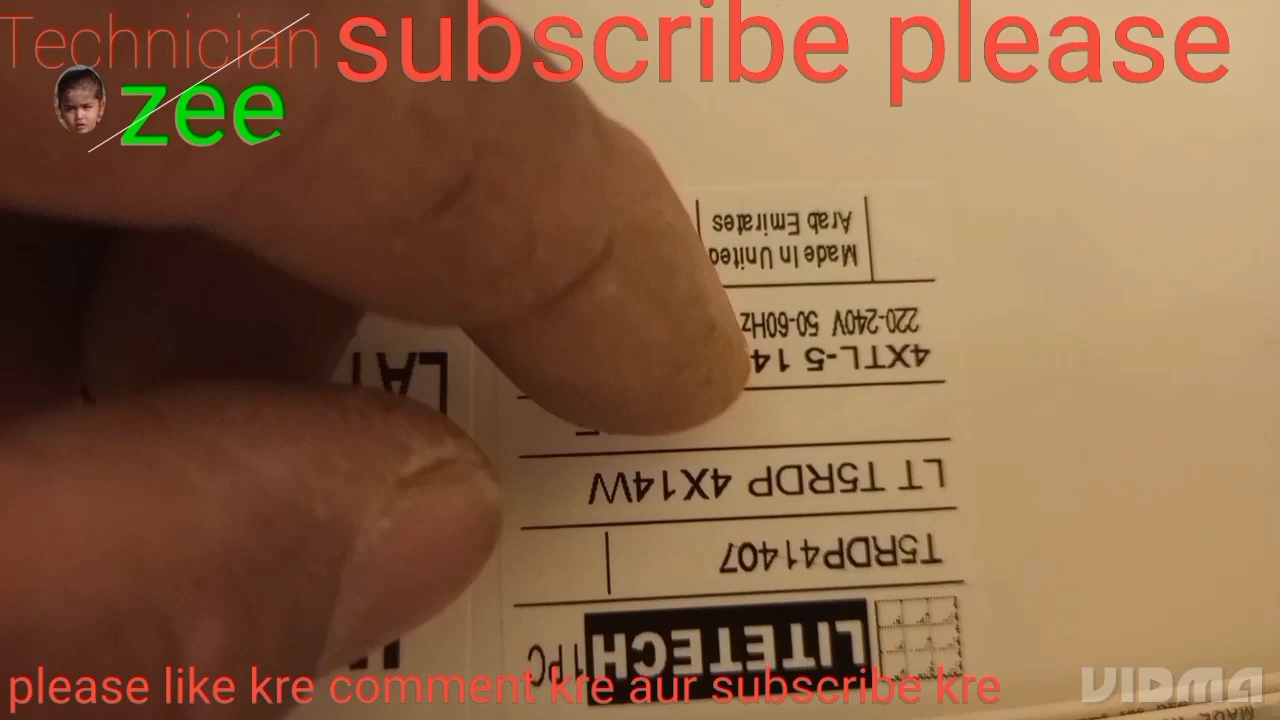 Technician subscribe please
zee
LITETECH 1PC
T5RDP41407
LT T5RDP 4X14W
4XTL-5 14
220-240V 50-60Hz
Made In United
Arab Emirates
please like kre comment kre aur subscribe kre
VIDMA